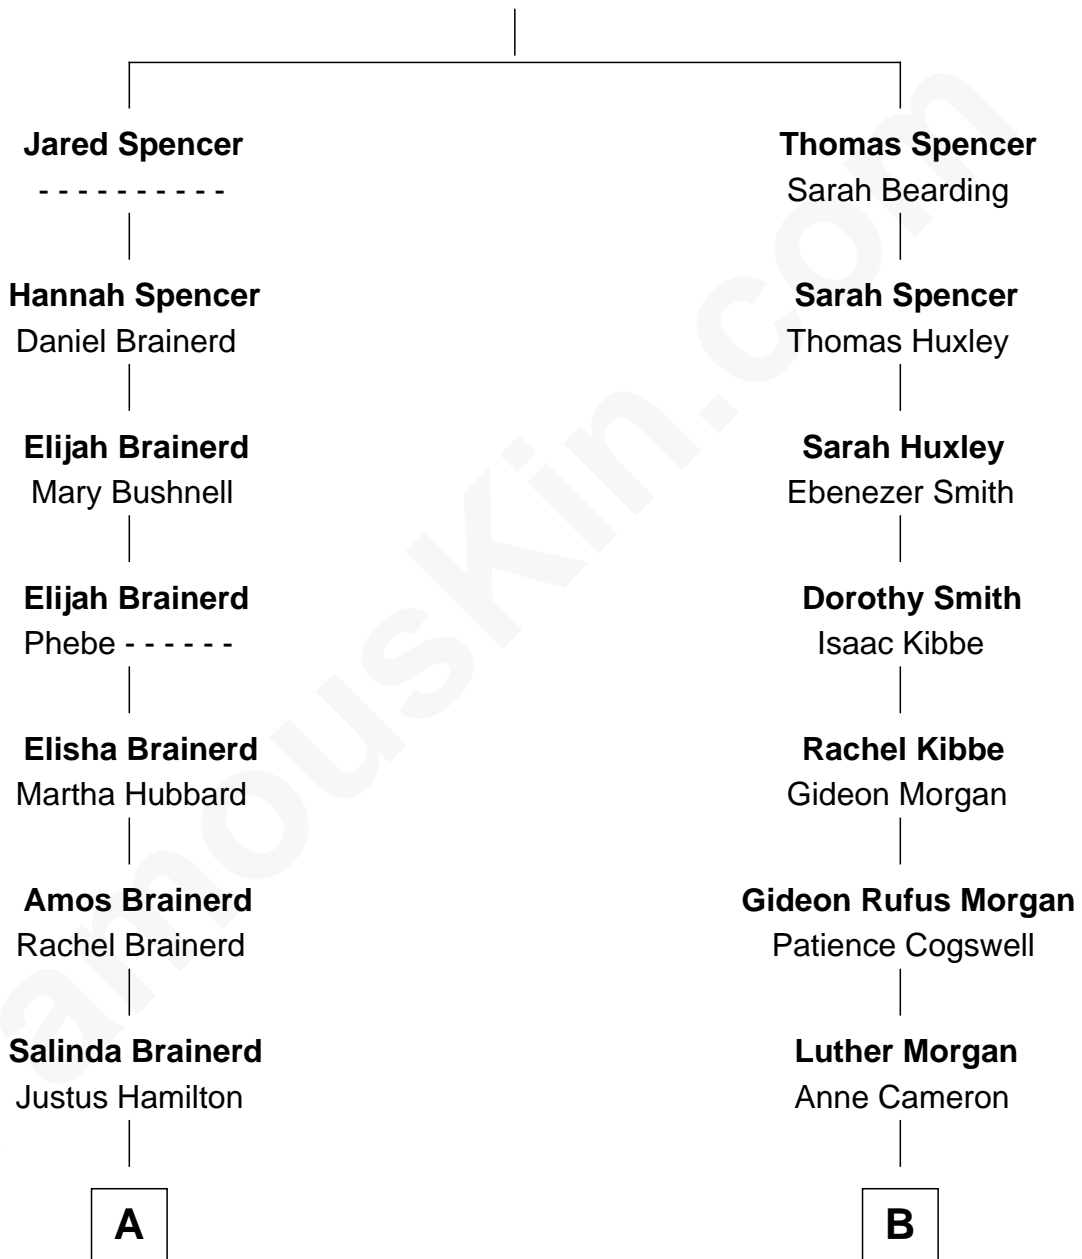 Jared Spencer
- - - - - - - - - -
Hannah Spencer
Daniel Brainerd
Elijah Brainerd
Mary Bushnell
Elijah Brainerd
Phebe - - - - - -
Elisha Brainerd
Martha Hubbard
Amos Brainerd
Rachel Brainerd
Salinda Brainerd
Justus Hamilton
A
Thomas Spencer
Sarah Bearding
Sarah Spencer
Thomas Huxley
Sarah Huxley
Ebenezer Smith
Dorothy Smith
Isaac Kibbe
Rachel Kibbe
Gideon Morgan
Gideon Rufus Morgan
Patience Cogswell
Luther Morgan
Anne Cameron
B
amouskin.com